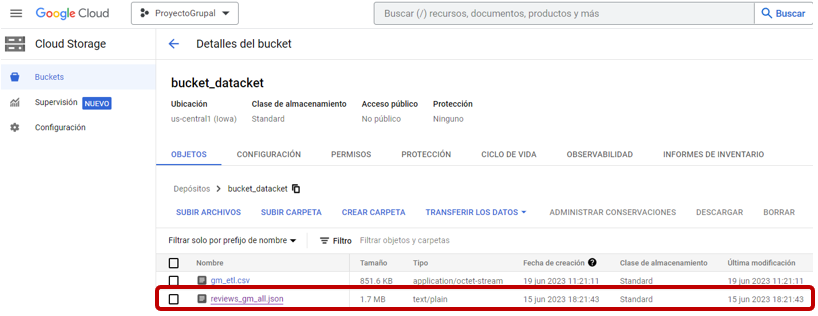 Google Cloud ProyectoGrupal Buscar (/) recursos, documentos, productos y más Buscar
Cloud Storage Detalles del bucket
Buckets
Supervisión NUEVO
Configuración
bucket_datacket
Ubicación Clase de almacenamiento Acceso público Protección
us-central1 (Iowa) Standard No público Ninguno
OBJETOS CONFIGURACIÓN PERMISOS PROTECCIÓN CICLO DE VIDA OBSERVABILIDAD INFORMES DE INVENTARIO
Depósitos > bucket_datacket
SUBIR ARCHIVOS SUBIR CARPETA CREAR CARPETA TRANSFERIR LOS DATOS ADMINISTRAR CONSERVACIONES DESCARGAR BORRAR
Filtrar solo por prefijo de nombre Filtro Filtrar objetos y carpetas
Nombre Tamaño Tipo Fecha de creación Clase de almacenamiento Última modificación
gm_etl.csv 851.6 KB application/octet-stream 19 jun 2023 11:21:11 Standard 19 jun 2023 11:21:11
reviews_gm_all.json 1.7 MB text/plain 15 jun 2023 18:21:43 Standard 15 jun 2023 18:21:43